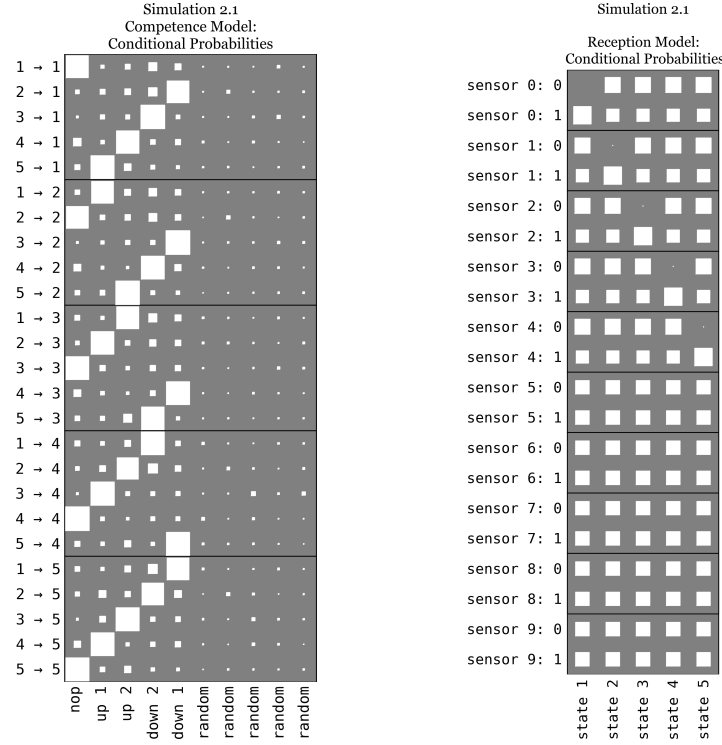 Simulation 2.1
Competence Model:
Conditional Probabilities
1 → 1
2 → 1
3 → 1
4 → 1
5 → 1
1 → 2
2 → 2
3 → 2
4 → 2
5 → 2
1 → 3
2 → 3
3 → 3
4 → 3
5 → 3
1 → 4
2 → 4
3 → 4
4 → 4
5 → 4
1 → 5
2 → 5
3 → 5
4 → 5
5 → 5
nop
up 1
up 2
down 2
down 1
random
random
random
random
random
Simulation 2.1
Reception Model:
Conditional Probabilities
sensor 0: 0
sensor 0: 1
sensor 1: 0
sensor 1: 1
sensor 2: 0
sensor 2: 1
sensor 3: 0
sensor 3: 1
sensor 4: 0
sensor 4: 1
sensor 5: 0
sensor 5: 1
sensor 6: 0
sensor 6: 1
sensor 7: 0
sensor 7: 1
sensor 8: 0
sensor 8: 1
sensor 9: 0
sensor 9: 1
state 1
state 2
state 3
state 4
state 5